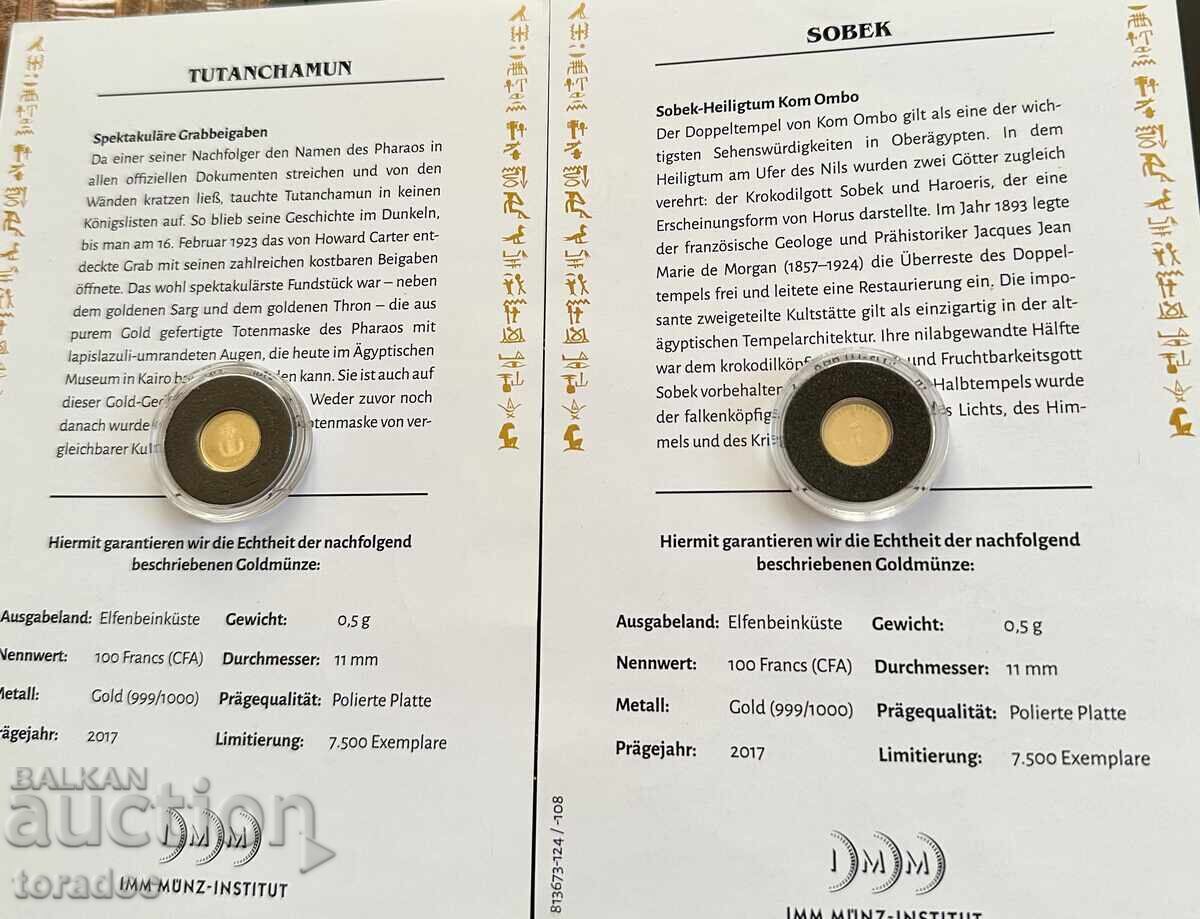 TUTANCHAMUN
Spektakuläre Grabbeigaben
Da einer seiner Nachfolger den Namen des Pharaos in
allen offiziellen Dokumenten streichen und von den
Wänden kratzen ließ, tauchte Tutanchamun in keinen
Königslisten auf. So blieb seine Geschichte im Dunkeln,
bis man am 16. Februar 1923 das von Howard Carter ent-
deckte Grab mit seinen zahlreichen kostbaren Beigaben
öffnete. Das wohl spektakulärste Fundstück war – neben
dem goldenen Sarg und dem goldenen Thron – die aus
purem Gold gefertigte Totenmaske des Pharaos mit
lapislazuli-umrandeten Augen, die heute im Ägyptischen
Museum in Kairo kann. Sie ist auch auf
dieser Weder zuvor noch
danach wurde von ver-
gleichbarer
Hiermit garantieren wir die Echtheit der nachfolgend
beschriebenen Goldmünze:
Ausgabeland: Elfenbeinküste Gewicht: 0,5 g
Nennwert: 100 Francs (CFA) Durchmesser: 11 mm
Metall: Gold (999/1000) Prägequalität: Polierte Platte
Prägejahr: 2017 Limitierung: 7.500 Exemplare
IMM
IMM MÜNZ-INSTITUT
SOBEK
Sobek-Heiligtum Kom Ombo
Der Doppeltempel von Kom Ombo gilt als eine der wich-
tigsten Sehenswürdigkeiten in Oberägypten. In dem
Heiligtum am Ufer des Nils wurden zwei Götter zugleich
verehrt: der Krokodilgott Sobek und Haroeris, der eine
Erscheinungsform von Horus darstellte. Im Jahr 1893 legte
der französische Geologe und Prähistoriker Jacques Jean
Marie de Morgan (1857–1924) die Überreste des Doppel-
tempels frei und leitete eine Restaurierung ein. Die impo-
sante zweigeteilte Kultstätte gilt als einzigartig in der alt-
ägyptischen Tempelarchitektur. Ihre nilabgewandte Hälfte
war dem und Fruchtbarkeitsgott
Sobek Halbtempels wurde
der Lichts, des Him-
mels und des
Hiermit garantieren wir die Echtheit der nachfolgend
beschriebenen Goldmünze:
Ausgabeland: Elfenbeinküste Gewicht: 0,5 g
Nennwert: 100 Francs (CFA) Durchmesser: 11 mm
Metall: Gold (999/1000) Prägequalität: Polierte Platte
Prägejahr: 2017 Limitierung: 7.500 Exemplare
813673-124 / -108
IMM
IMM MÜNZ-INSTITUT
BALKAN
auction
toradee